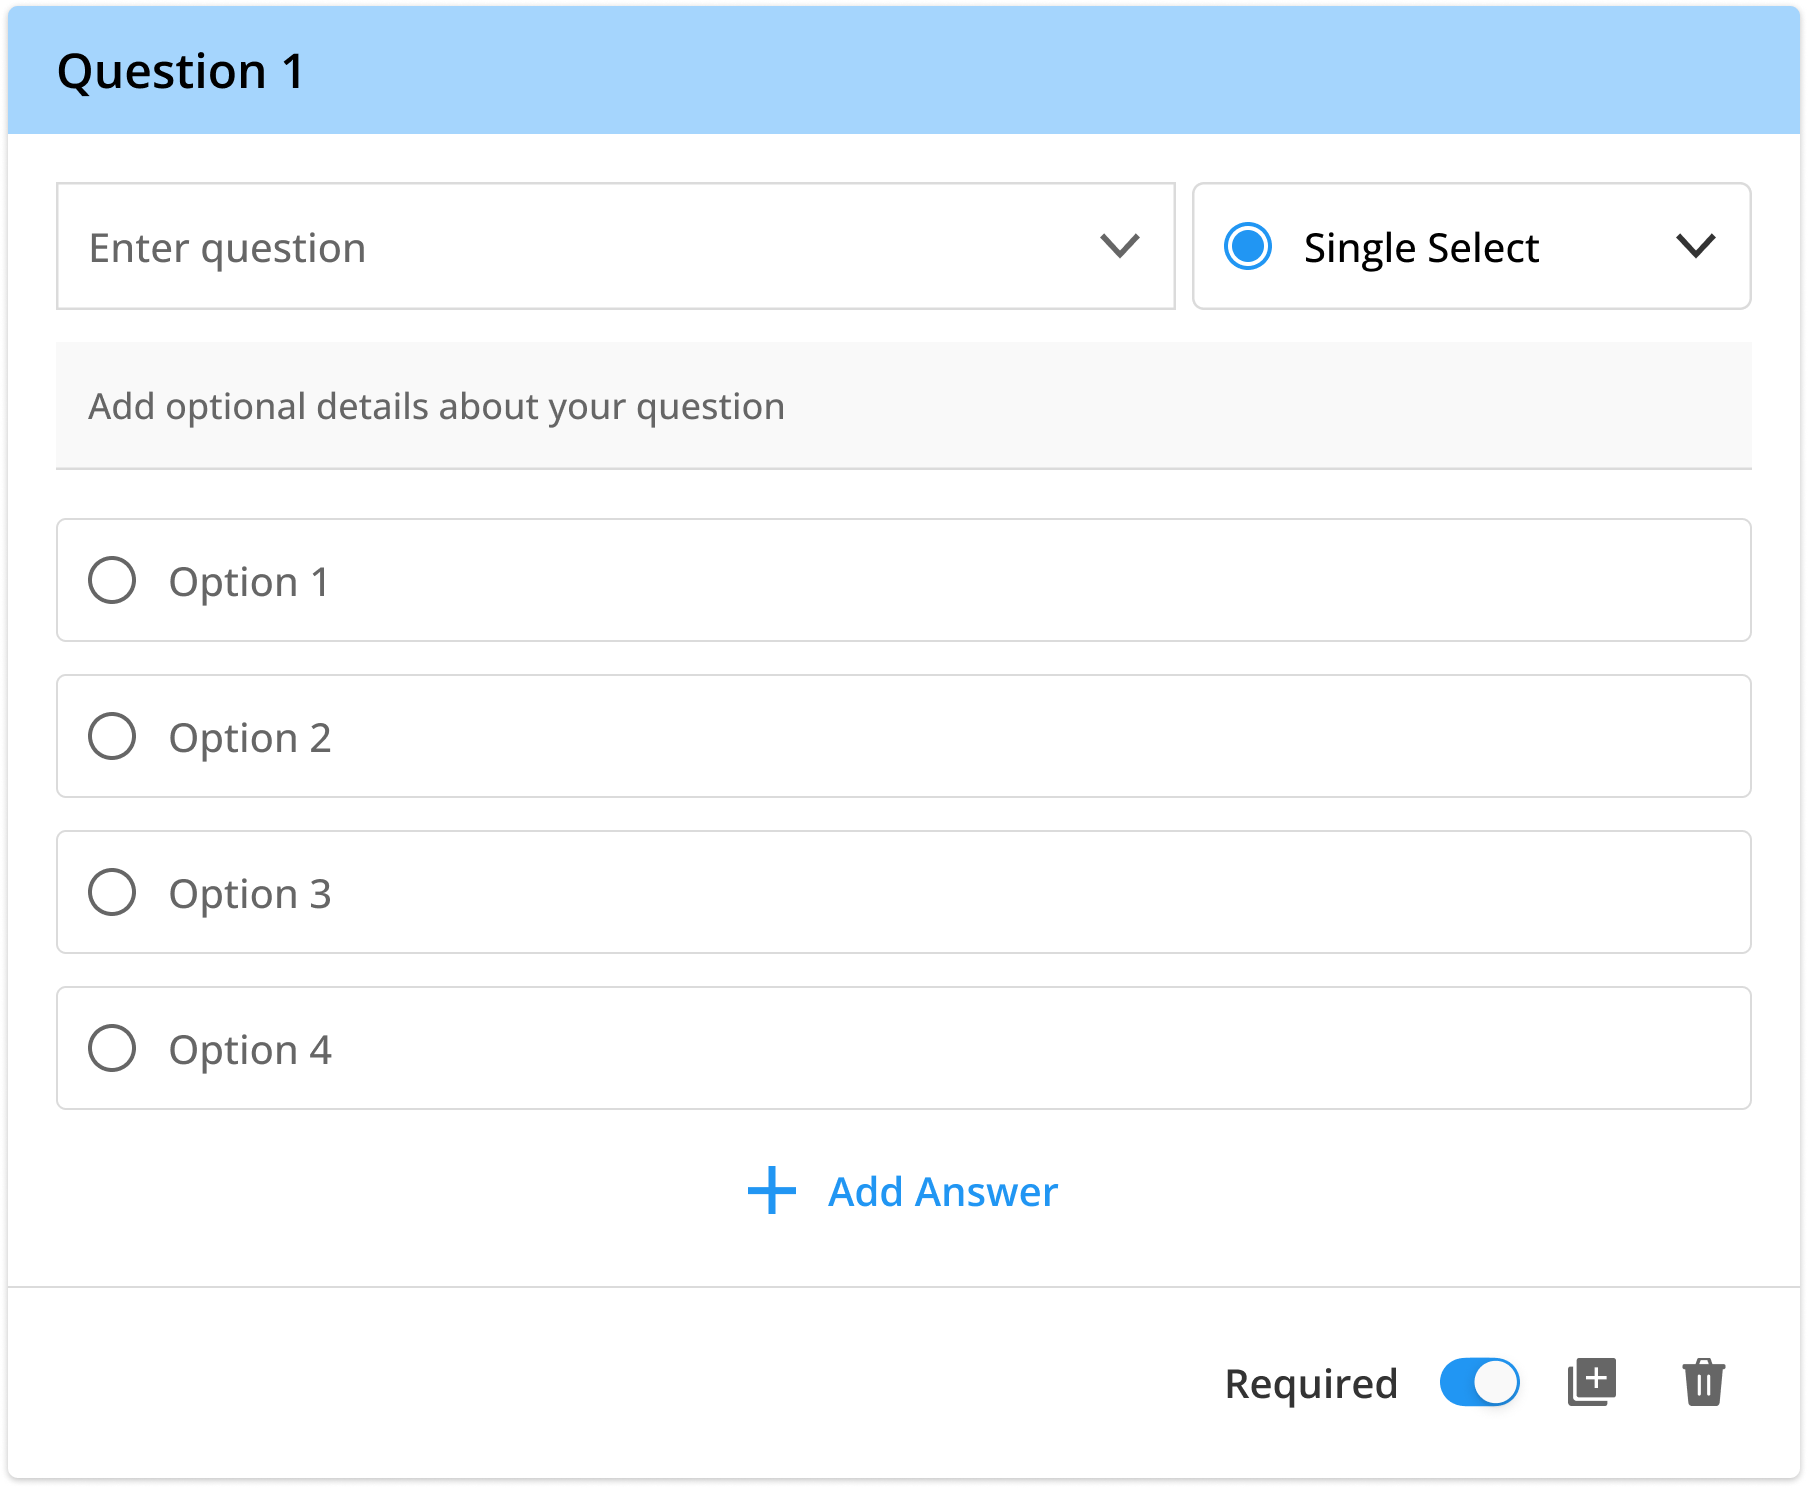 Question 1
Enter question
Single Select
Add optional details about your question
Option 1
Option 2
Option 3
Option 4
Add Answer
Required